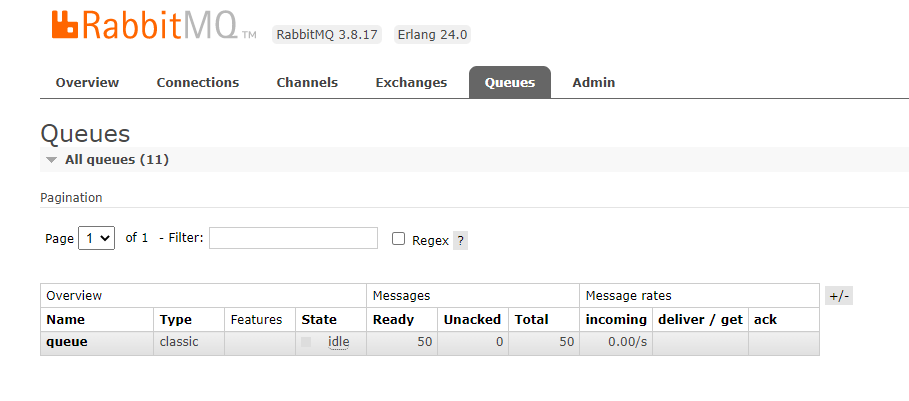 RabbitMQ TM RabbitMQ 3.8.17 Erlang 24.0
Overview Connections Channels Exchanges Queues Admin
Queues
All queues (11)
Pagination
Page 1 of 1 - Filter: Regex ?
Overview Messages Message rates +/-
Name Type Features State Ready Unacked Total incoming deliver / get ack
queue classic idle 50 0 50 0.00/s